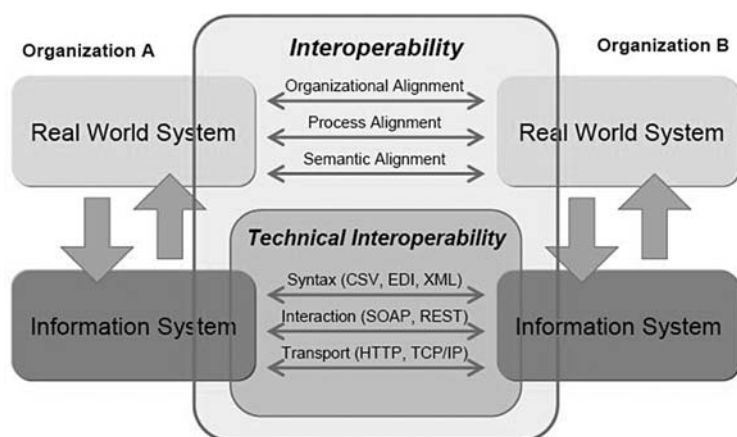 Organization A
Interoperability
Organization B
Organizational Alignment
Real World System
Process Alignment
Real World System
Semantic Alignment
Technical Interoperability
Syntax (CSV, EDI, XML)
Information System
Interaction (SOAP, REST)
Information System
Transport (HTTP, TCP/IP)